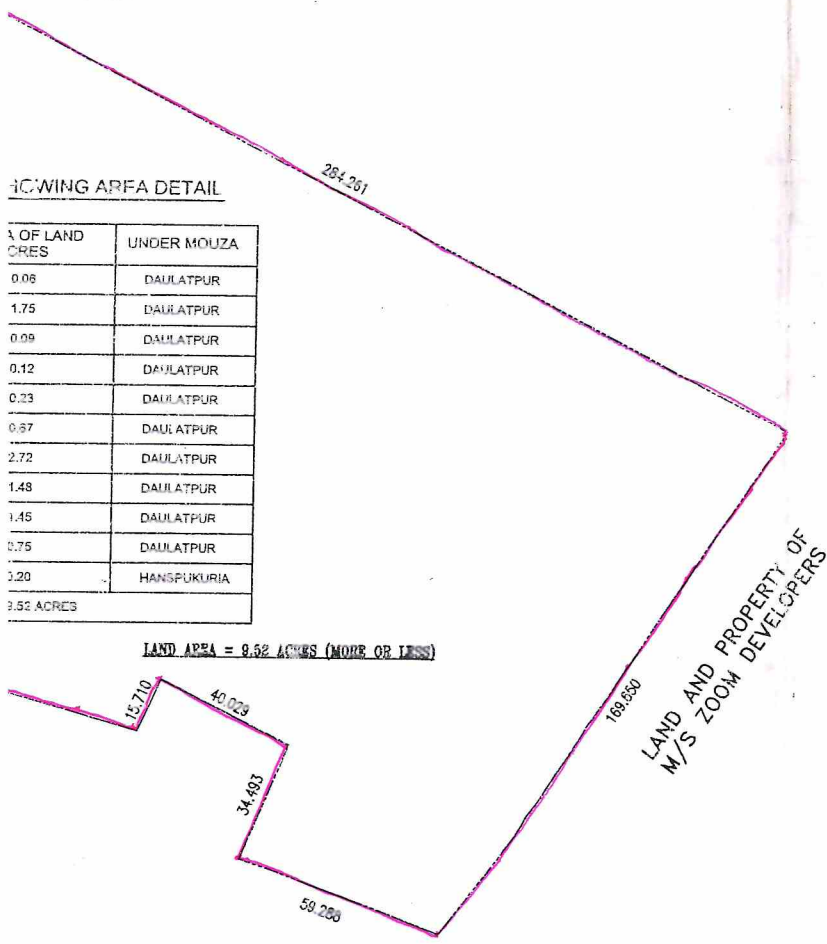 284.261
HOWING AREA DETAIL
A OF LAND
CRES
UNDER MOUZA
0.06 DAULATPUR
1.75 DAULATPUR
0.09 DAULATPUR
0.12 DAULATPUR
0.23 DAULATPUR
0.67 DAULATPUR
2.72 DAULATPUR
1.48 DAULATPUR
1.45 DAULATPUR
0.75 DAULATPUR
0.20 HANSPUKURIA
9.52 ACRES
LAND AREA = 9.52 ACRES (MORE OR LESS)
15.710
40.029
34.493
59.288
169.650
LAND AND PROPERTY OF
M/S ZOOM DEVELOPERS